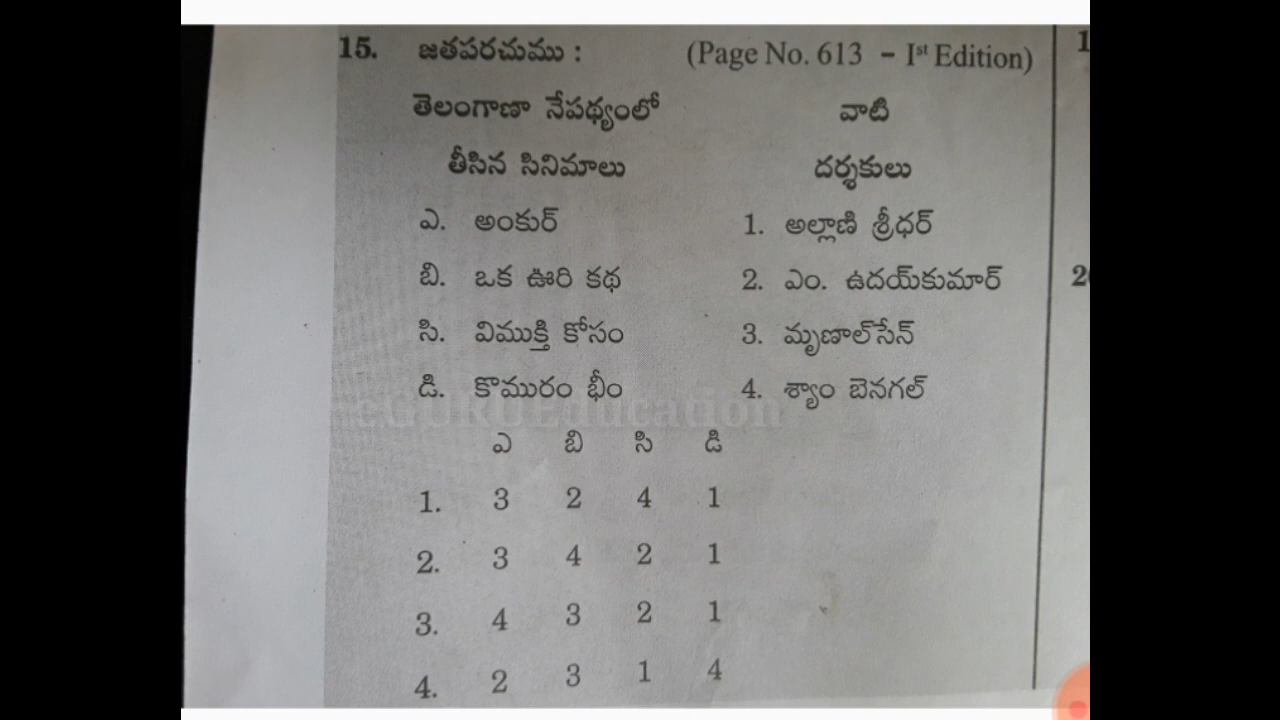 15. జతపరచుము : (Page No. 613 – Ist Edition)
తెలంగాణా నేపథ్యంలో వాటి
తీసిన సినిమాలు దర్శకులు
ఎ. అంకుర్ 1. అల్లాణి శ్రీధర్
బి. ఒక ఊరి కథ 2. ఎం. ఉదయ్‌కుమార్
సి. విముక్తి కోసం 3. మృణాల్‌సేన్
డి. కొమురం భీం 4. శ్యాం బెనగల్
eGURUEducation
ఎ బి సి డి
1. 3 2 4 1
2. 3 4 2 1
3. 4 3 2 1
4. 2 3 1 4